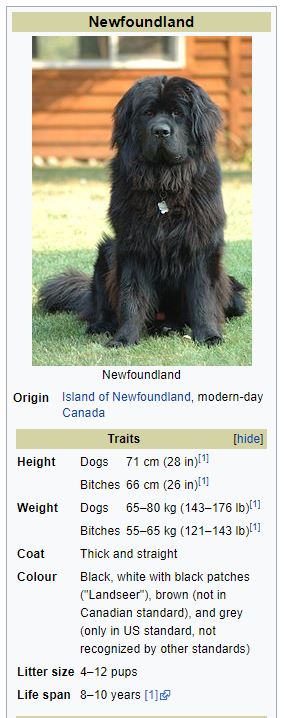 Newfoundland
Newfoundland
Origin Island of Newfoundland, modern-day
Canada
Traits [hide]
Height Dogs 71 cm (28 in)[1]
Bitches 66 cm (26 in)[1]
Weight Dogs 65–80 kg (143–176 lb)[1]
Bitches 55–65 kg (121–143 lb)[1]
Coat Thick and straight
Colour Black, white with black patches
("Landseer"), brown (not in
Canadian standard), and grey
(only in US standard, not
recognized by other standards)
Litter size 4–12 pups
Life span 8–10 years [1]